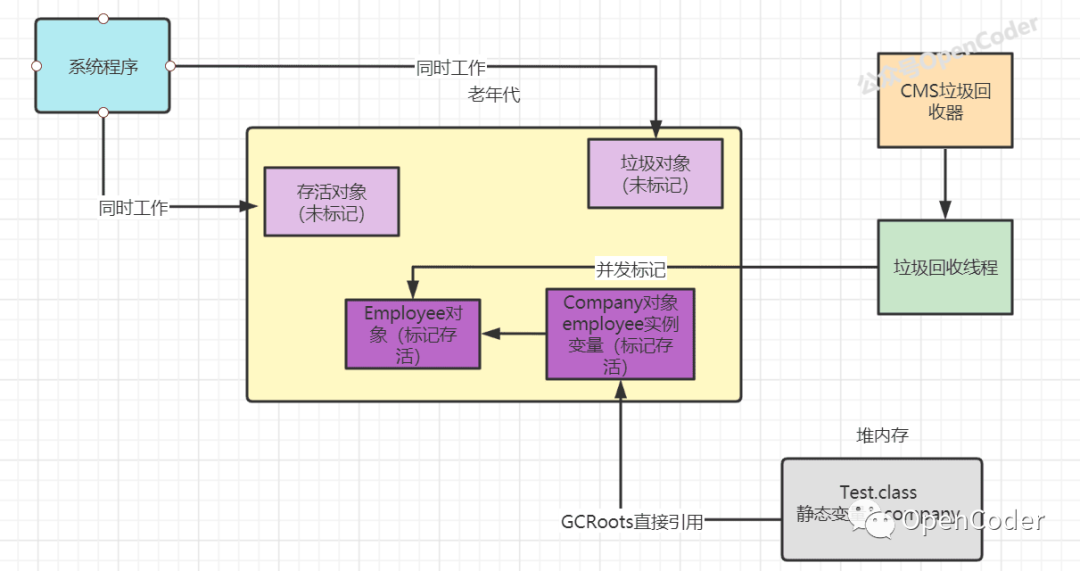 系统程序
同时工作
老年代
公众号OpenCoder
CMS垃圾回
收器
垃圾对象
（未标记）
存活对象
（未标记）
同时工作
并发标记
垃圾回收线程
Employee对
象（标记存
活）
Company对象
employee实例
变量（标记存
活）
堆内存
Test.class
静态变 company
GCRoots直接引用
OpenCoder